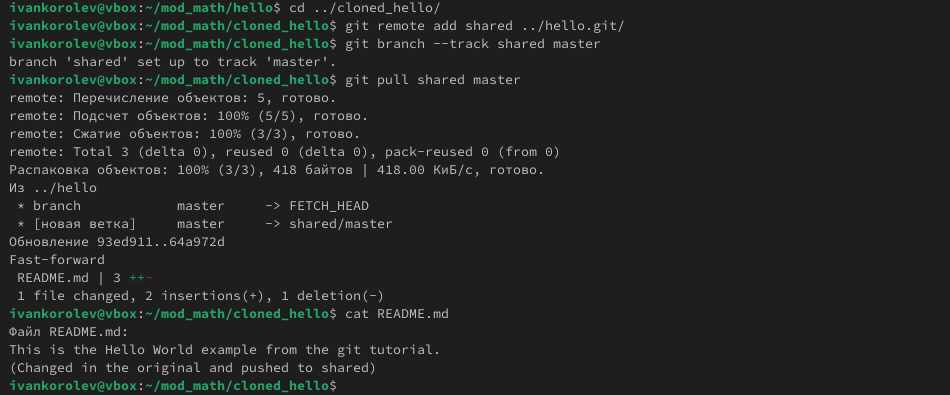 ivankorolev@vbox:~/mod_math/hello$ cd ../cloned_hello/
ivankorolev@vbox:~/mod_math/cloned_hello$ git remote add shared ../hello.git/
ivankorolev@vbox:~/mod_math/cloned_hello$ git branch --track shared master
branch 'shared' set up to track 'master'.
ivankorolev@vbox:~/mod_math/cloned_hello$ git pull shared master
remote: Перечисление объектов: 5, готово.
remote: Подсчет объектов: 100% (5/5), готово.
remote: Сжатие объектов: 100% (3/3), готово.
remote: Total 3 (delta 0), reused 0 (delta 0), pack-reused 0 (from 0)
Распаковка объектов: 100% (3/3), 418 байтов | 418.00 КиБ/с, готово.
Из ../hello
 * branch            master     -> FETCH_HEAD
 * [новая ветка]     master     -> shared/master
Обновление 93ed911..64a972d
Fast-forward
 README.md | 3 ++-
 1 file changed, 2 insertions(+), 1 deletion(-)
ivankorolev@vbox:~/mod_math/cloned_hello$ cat README.md
Файл README.md:
This is the Hello World example from the git tutorial.
(Changed in the original and pushed to shared)
ivankorolev@vbox:~/mod_math/cloned_hello$